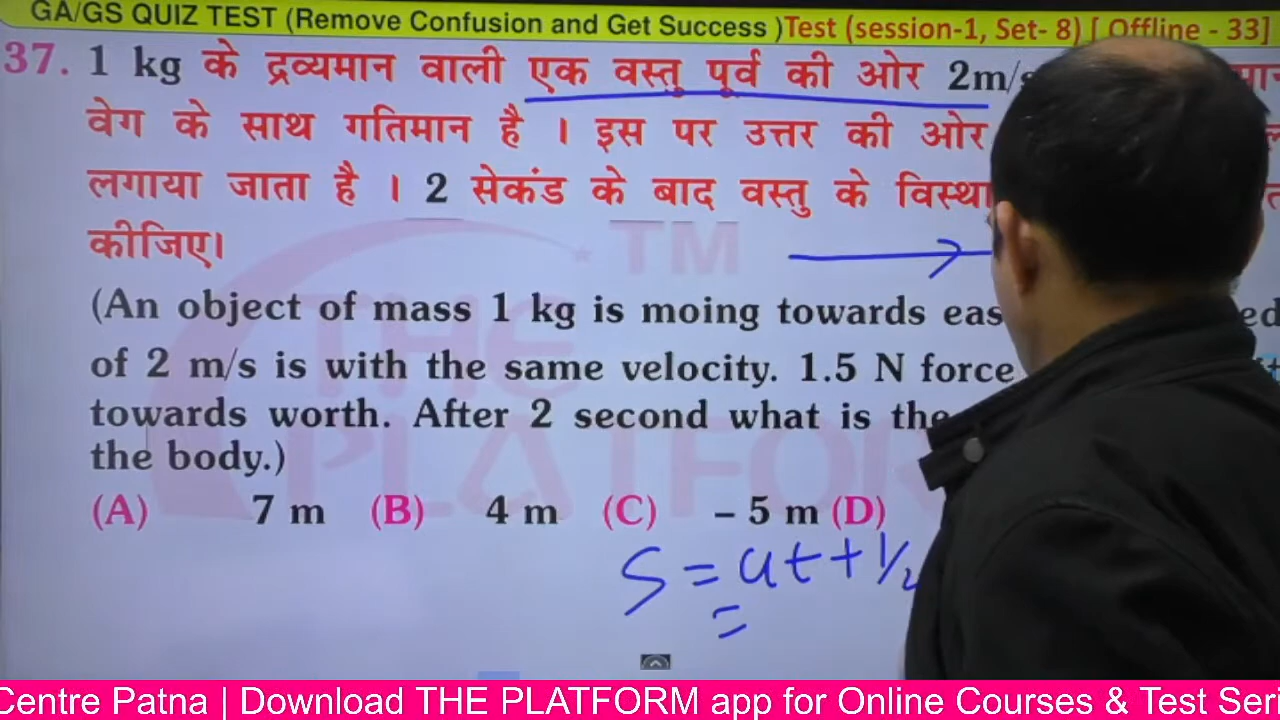 GA/GS QUIZ TEST (Remove Confusion and Get Success )Test (session-1, Set- 8) [ Offline - 33]
37. 1 kg के द्रव्यमान वाली एक वस्तु पूर्व की ओर 2m/s
वेग के साथ गतिमान है । इस पर उत्तर की ओर
लगाया जाता है । 2 सेकंड के बाद वस्तु के
कीजिए।
TM
(An object of mass 1 kg is moing towards
of 2 m/s is with the same velocity. 1.5 N force
towards worth. After 2 second what is the
the body.)
THE PLATFORM
(A) 7 m (B) 4 m (C) – 5 m (D)
S = ut + 1/2
=
Centre Patna | Download THE PLATFORM app for Online Courses & Test Seri